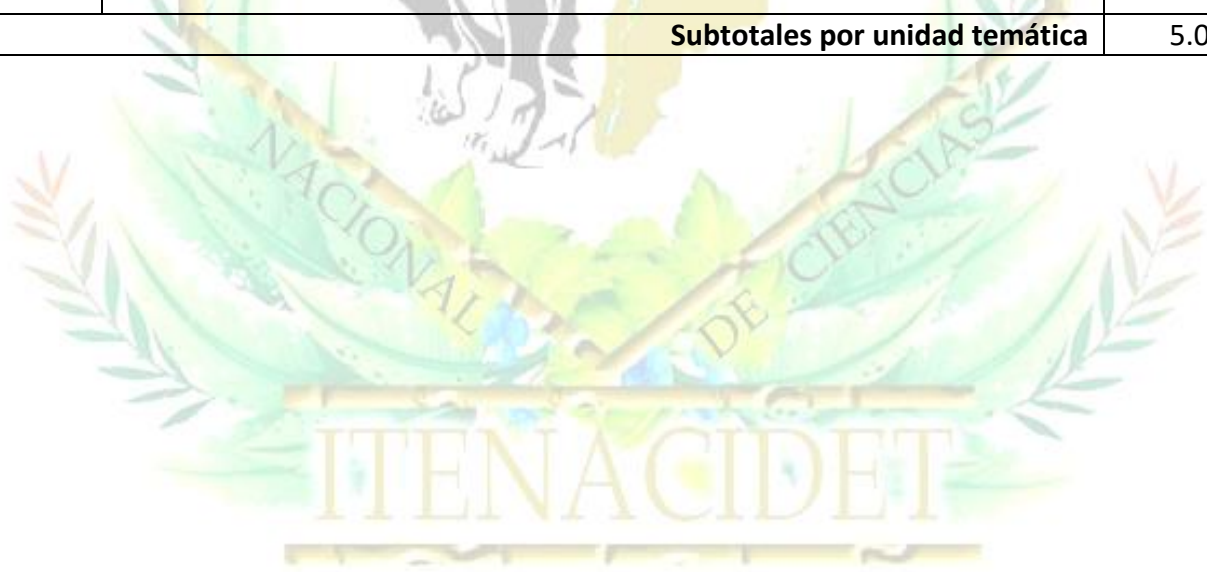 Subtotales por unidad temática 5.0
NACIONAL DE CIENCIAS
ITENACIDET